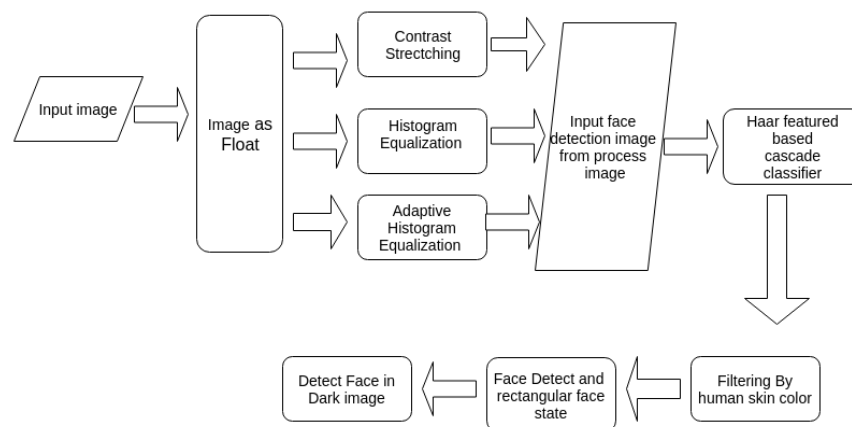 Input image
Image as
Float
Contrast
Strectching
Histogram
Equalization
Adaptive
Histogram
Equalization
Input face
detection image
from process
image
Haar featured
based
cascade
classifier
Filtering By
human skin color
Face Detect and
rectangular face
state
Detect Face in
Dark image